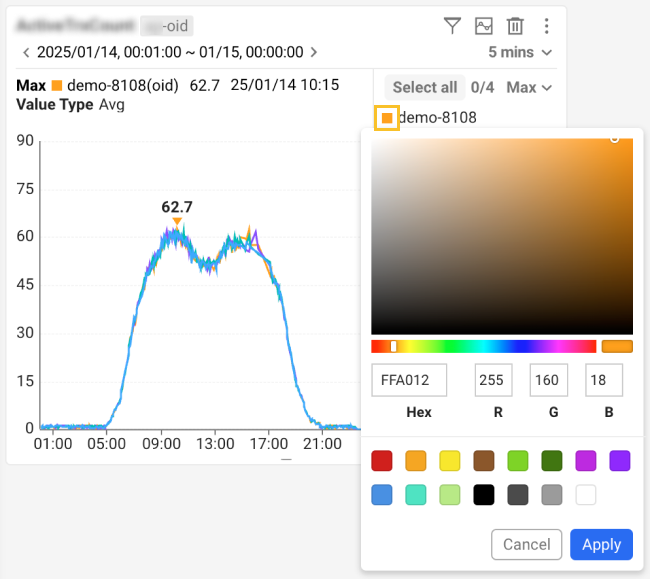 -oid
2025/01/14, 00:01:00 ~ 01/15, 00:00:00
5 mins
Max demo-8108(oid) 62.7 25/01/14 10:15
Value Type Avg
Select all 0/4 Max
demo-8108
90
75
62.7
60
45
30
15
0
01:00 05:00 09:00 13:00 17:00 21:00
FFA012 255 160 18
Hex R G B
Cancel Apply